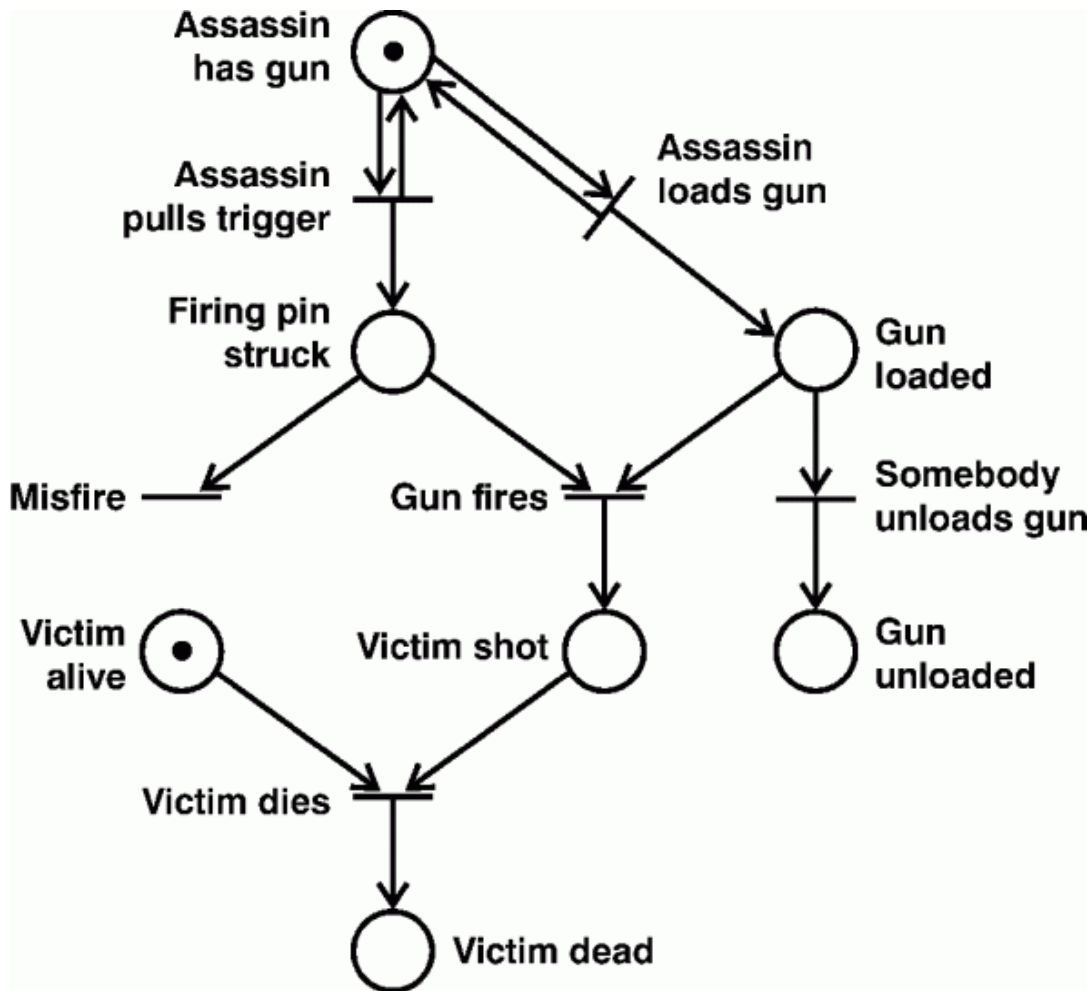 Assassin
has gun
Assassin
loads gun
Assassin
pulls trigger
Firing pin
struck
Gun
loaded
Misfire
Gun fires
Somebody
unloads gun
Victim
alive
Victim shot
Gun
unloaded
Victim dies
Victim dead